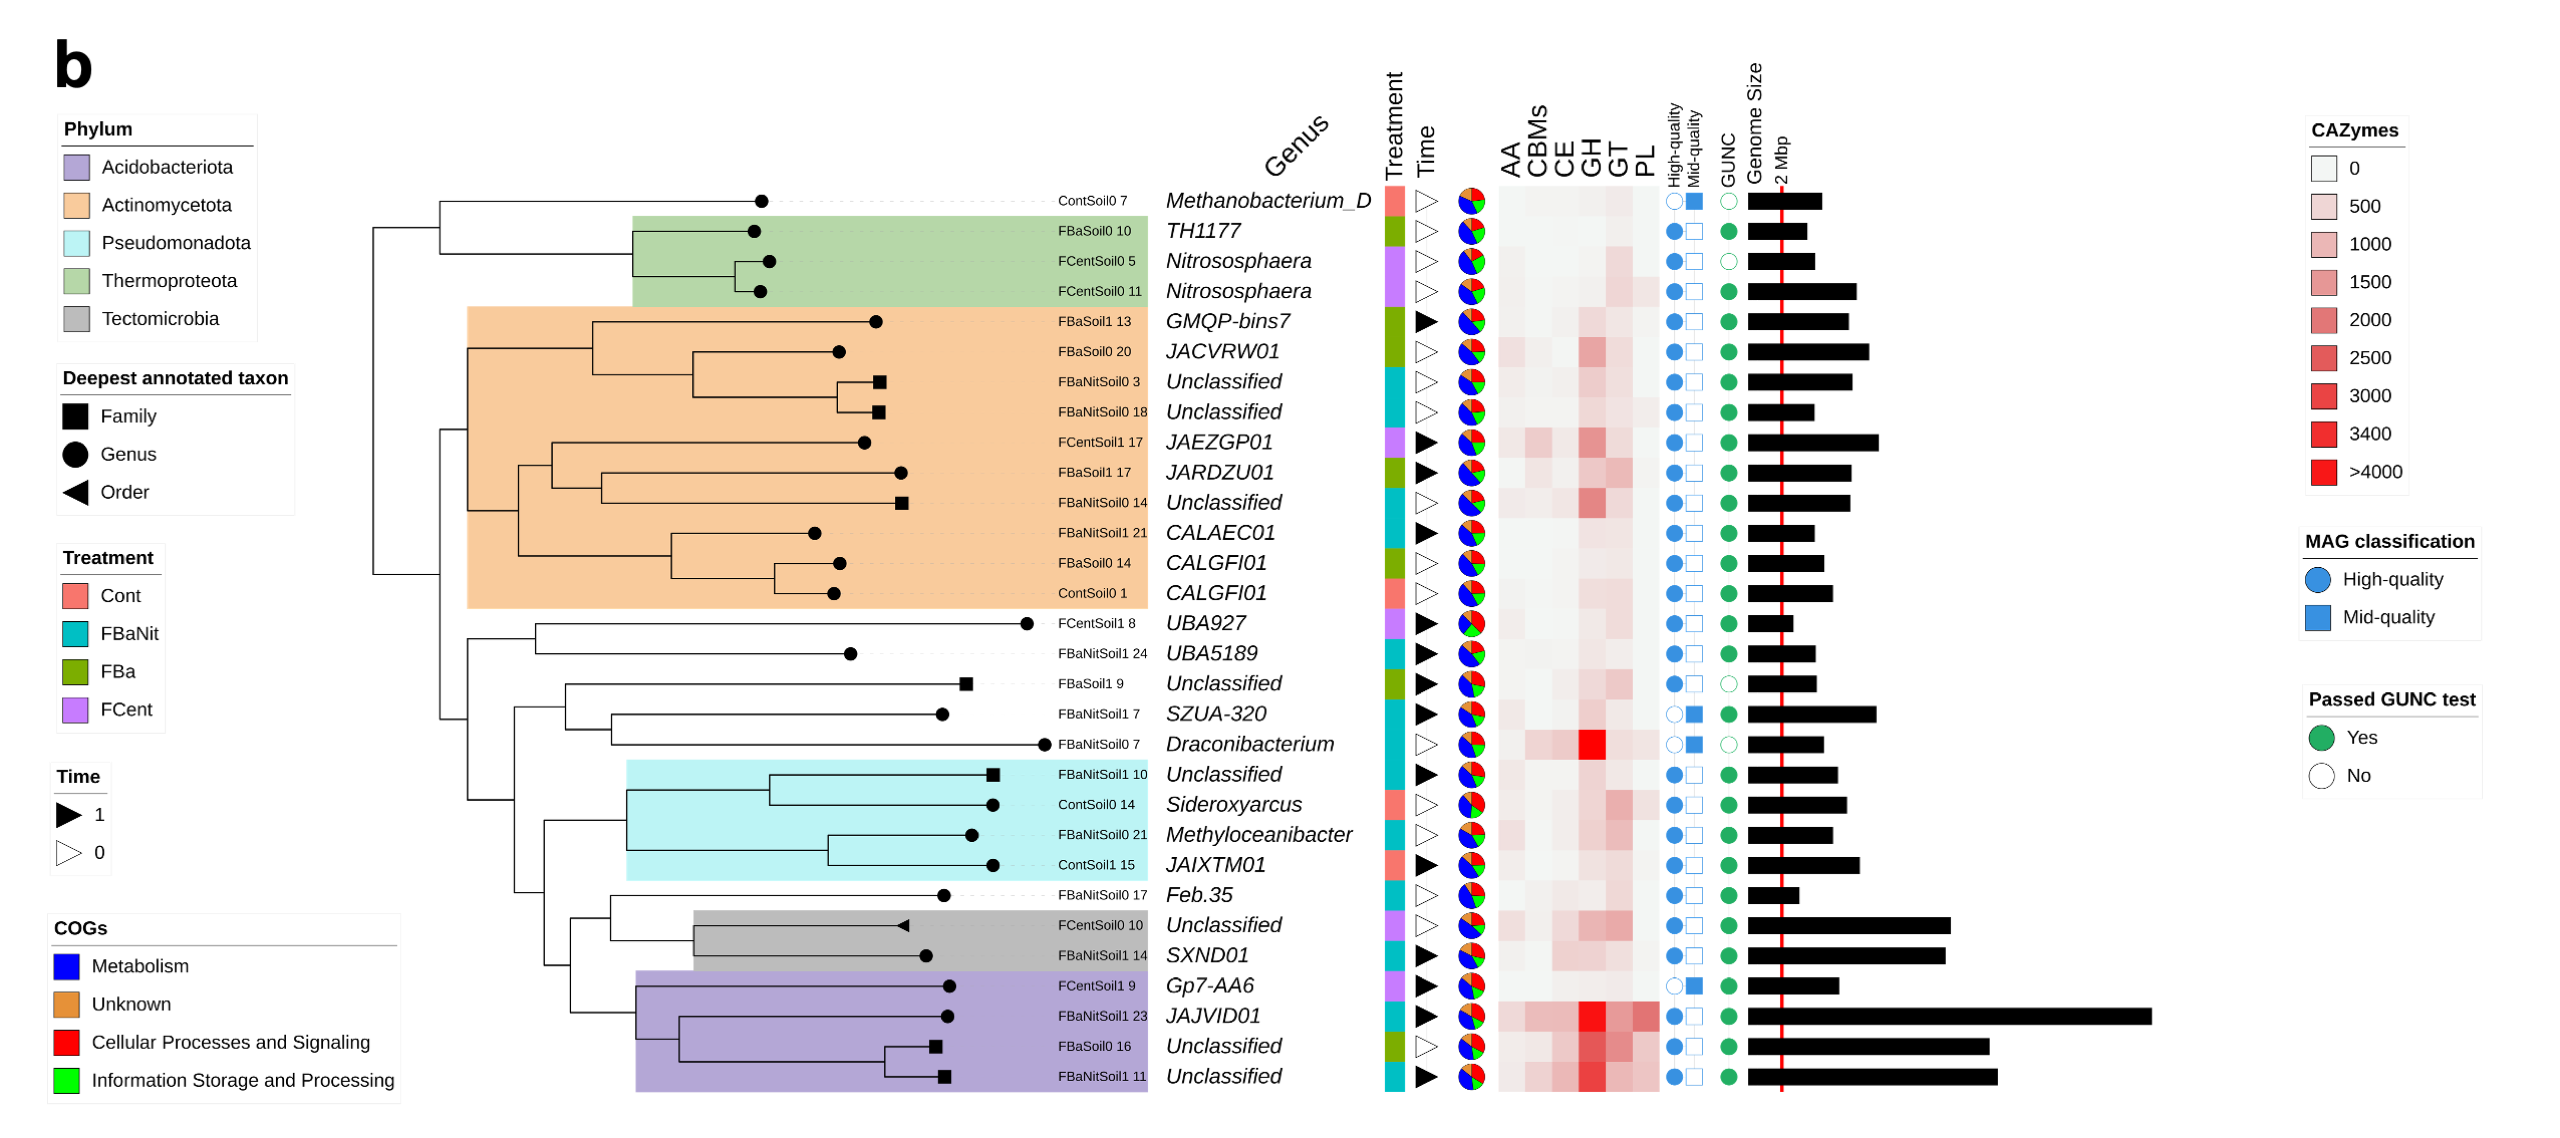 b
Phylum
Acidobacteriota
Actinomycetota
Pseudomonadota
Thermoproteota
Tectomicrobia
Deepest annotated taxon
Family
Genus
Order
Treatment
Cont
FBaNit
FBa
FCent
Time
1
0
COGs
Metabolism
Unknown
Cellular Processes and Signaling
Information Storage and Processing
Genus
Treatment
Time
AA
CBMs
CE
GH
GT
PL
High-quality
Mid-quality
GUNC
Genome Size
2 Mbp
ContSoil0 7 Methanobacterium_D
FBaSoil0 10 TH1177
FCentSoil0 5 Nitrososphaera
FCentSoil0 11 Nitrososphaera
FBaSoil1 13 GMQP-bins7
FBaSoil0 20 JACVRW01
FBaNitSoil0 3 Unclassified
FBaNitSoil0 18 Unclassified
FCentSoil1 17 JAEZGP01
FBaSoil1 17 JARDZU01
FBaNitSoil0 14 Unclassified
FBaNitSoil1 21 CALAEC01
FBaSoil0 14 CALGFI01
ContSoil0 1 CALGFI01
FCentSoil1 8 UBA927
FBaNitSoil1 24 UBA5189
FBaSoil1 9 Unclassified
FBaNitSoil1 7 SZUA-320
FBaNitSoil0 7 Draconibacterium
FBaNitSoil1 10 Unclassified
ContSoil0 14 Sideroxyarcus
FBaNitSoil0 21 Methyloceanibacter
ContSoil1 15 JAIXTM01
FBaNitSoil0 17 Feb.35
FCentSoil0 10 Unclassified
FBaNitSoil1 14 SXND01
FCentSoil1 9 Gp7-AA6
FBaNitSoil1 23 JAJVID01
FBaSoil0 16 Unclassified
FBaNitSoil1 11 Unclassified
CAZymes
0
500
1000
1500
2000
2500
3000
3400
>4000
MAG classification
High-quality
Mid-quality
Passed GUNC test
Yes
No